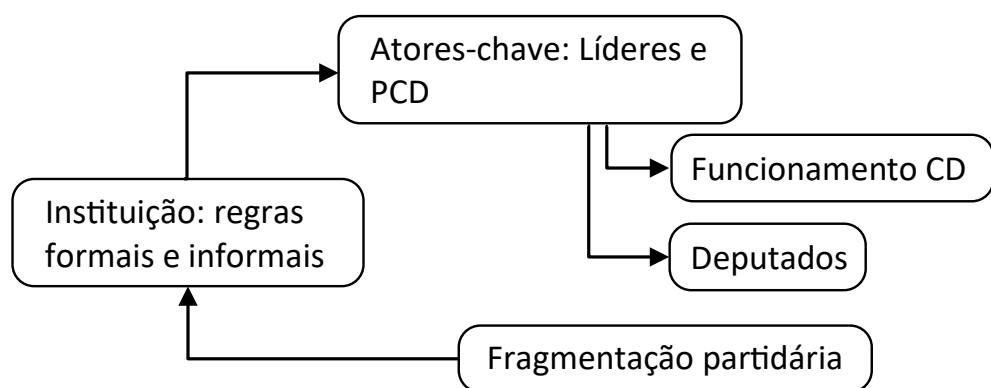 Atores-chave: Líderes e
PCD
Funcionamento CD
Instituição: regras
formais e informais
Deputados
Fragmentação partidária